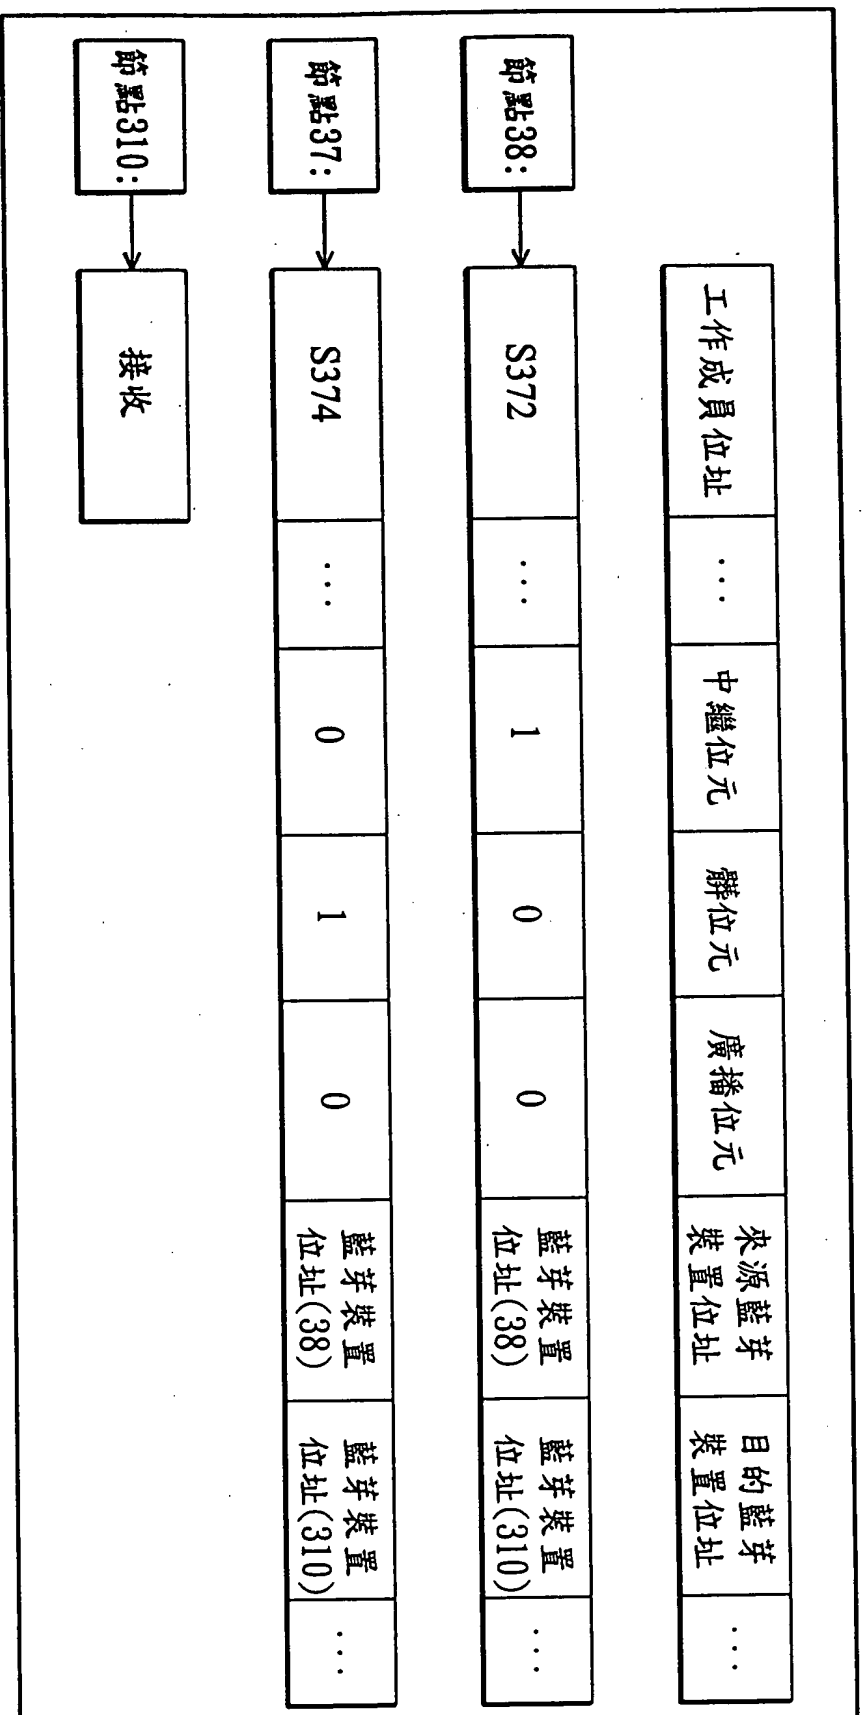 工作成員位址
...
中繼位元
髒位元
廣播位元
來源藍芽
裝置位址
目的藍芽
裝置位址
...
節點38:
S372
...
1
0
0
藍芽裝置
位址(38)
藍芽裝置
位址(310)
...
節點37:
S374
...
0
1
0
藍芽裝置
位址(38)
藍芽裝置
位址(310)
...
節點310:
接收